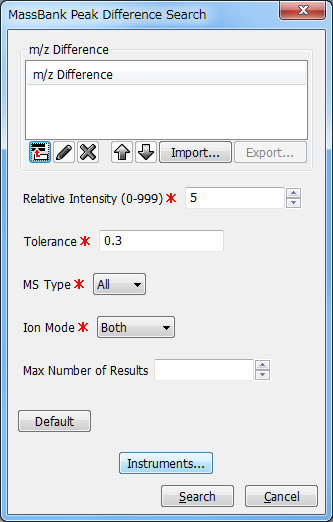 MassBank Peak Difference Search
m/z Difference
m/z Difference
Import... Export...
Relative Intensity (0-999) 5
Tolerance 0.3
MS Type All
Ion Mode Both
Max Number of Results
Default
Instruments...
Search Cancel